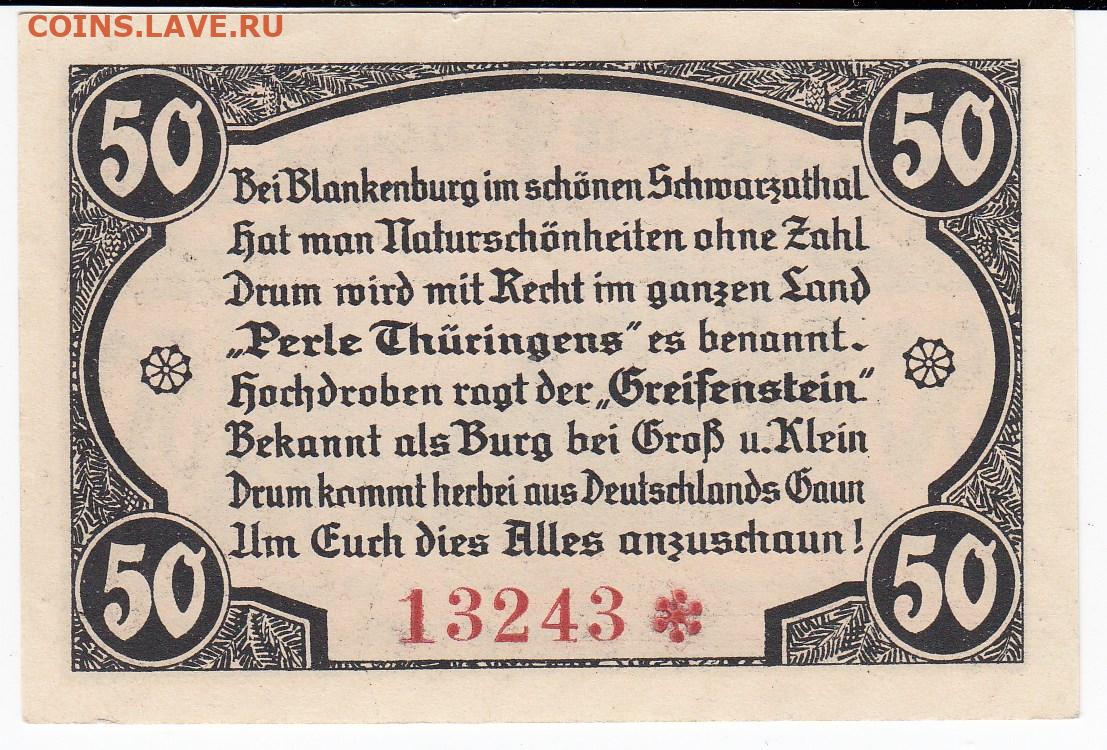 COINS.LAVE.RU
50 50
Bei Blankenburg im schönen Schwarzathal
Hat man Naturschönheiten ohne Zahl
Drum wird mit Recht im ganzen Land
„Perle Thüringens“ es benannt.
Hochdroben ragt der „Greifenstein“
Bekannt als Burg bei Groß u. Klein
Drum kommt herbei aus Deutschlands Gaun
Um Euch dies Alles anzuschaun!
50 50
13243